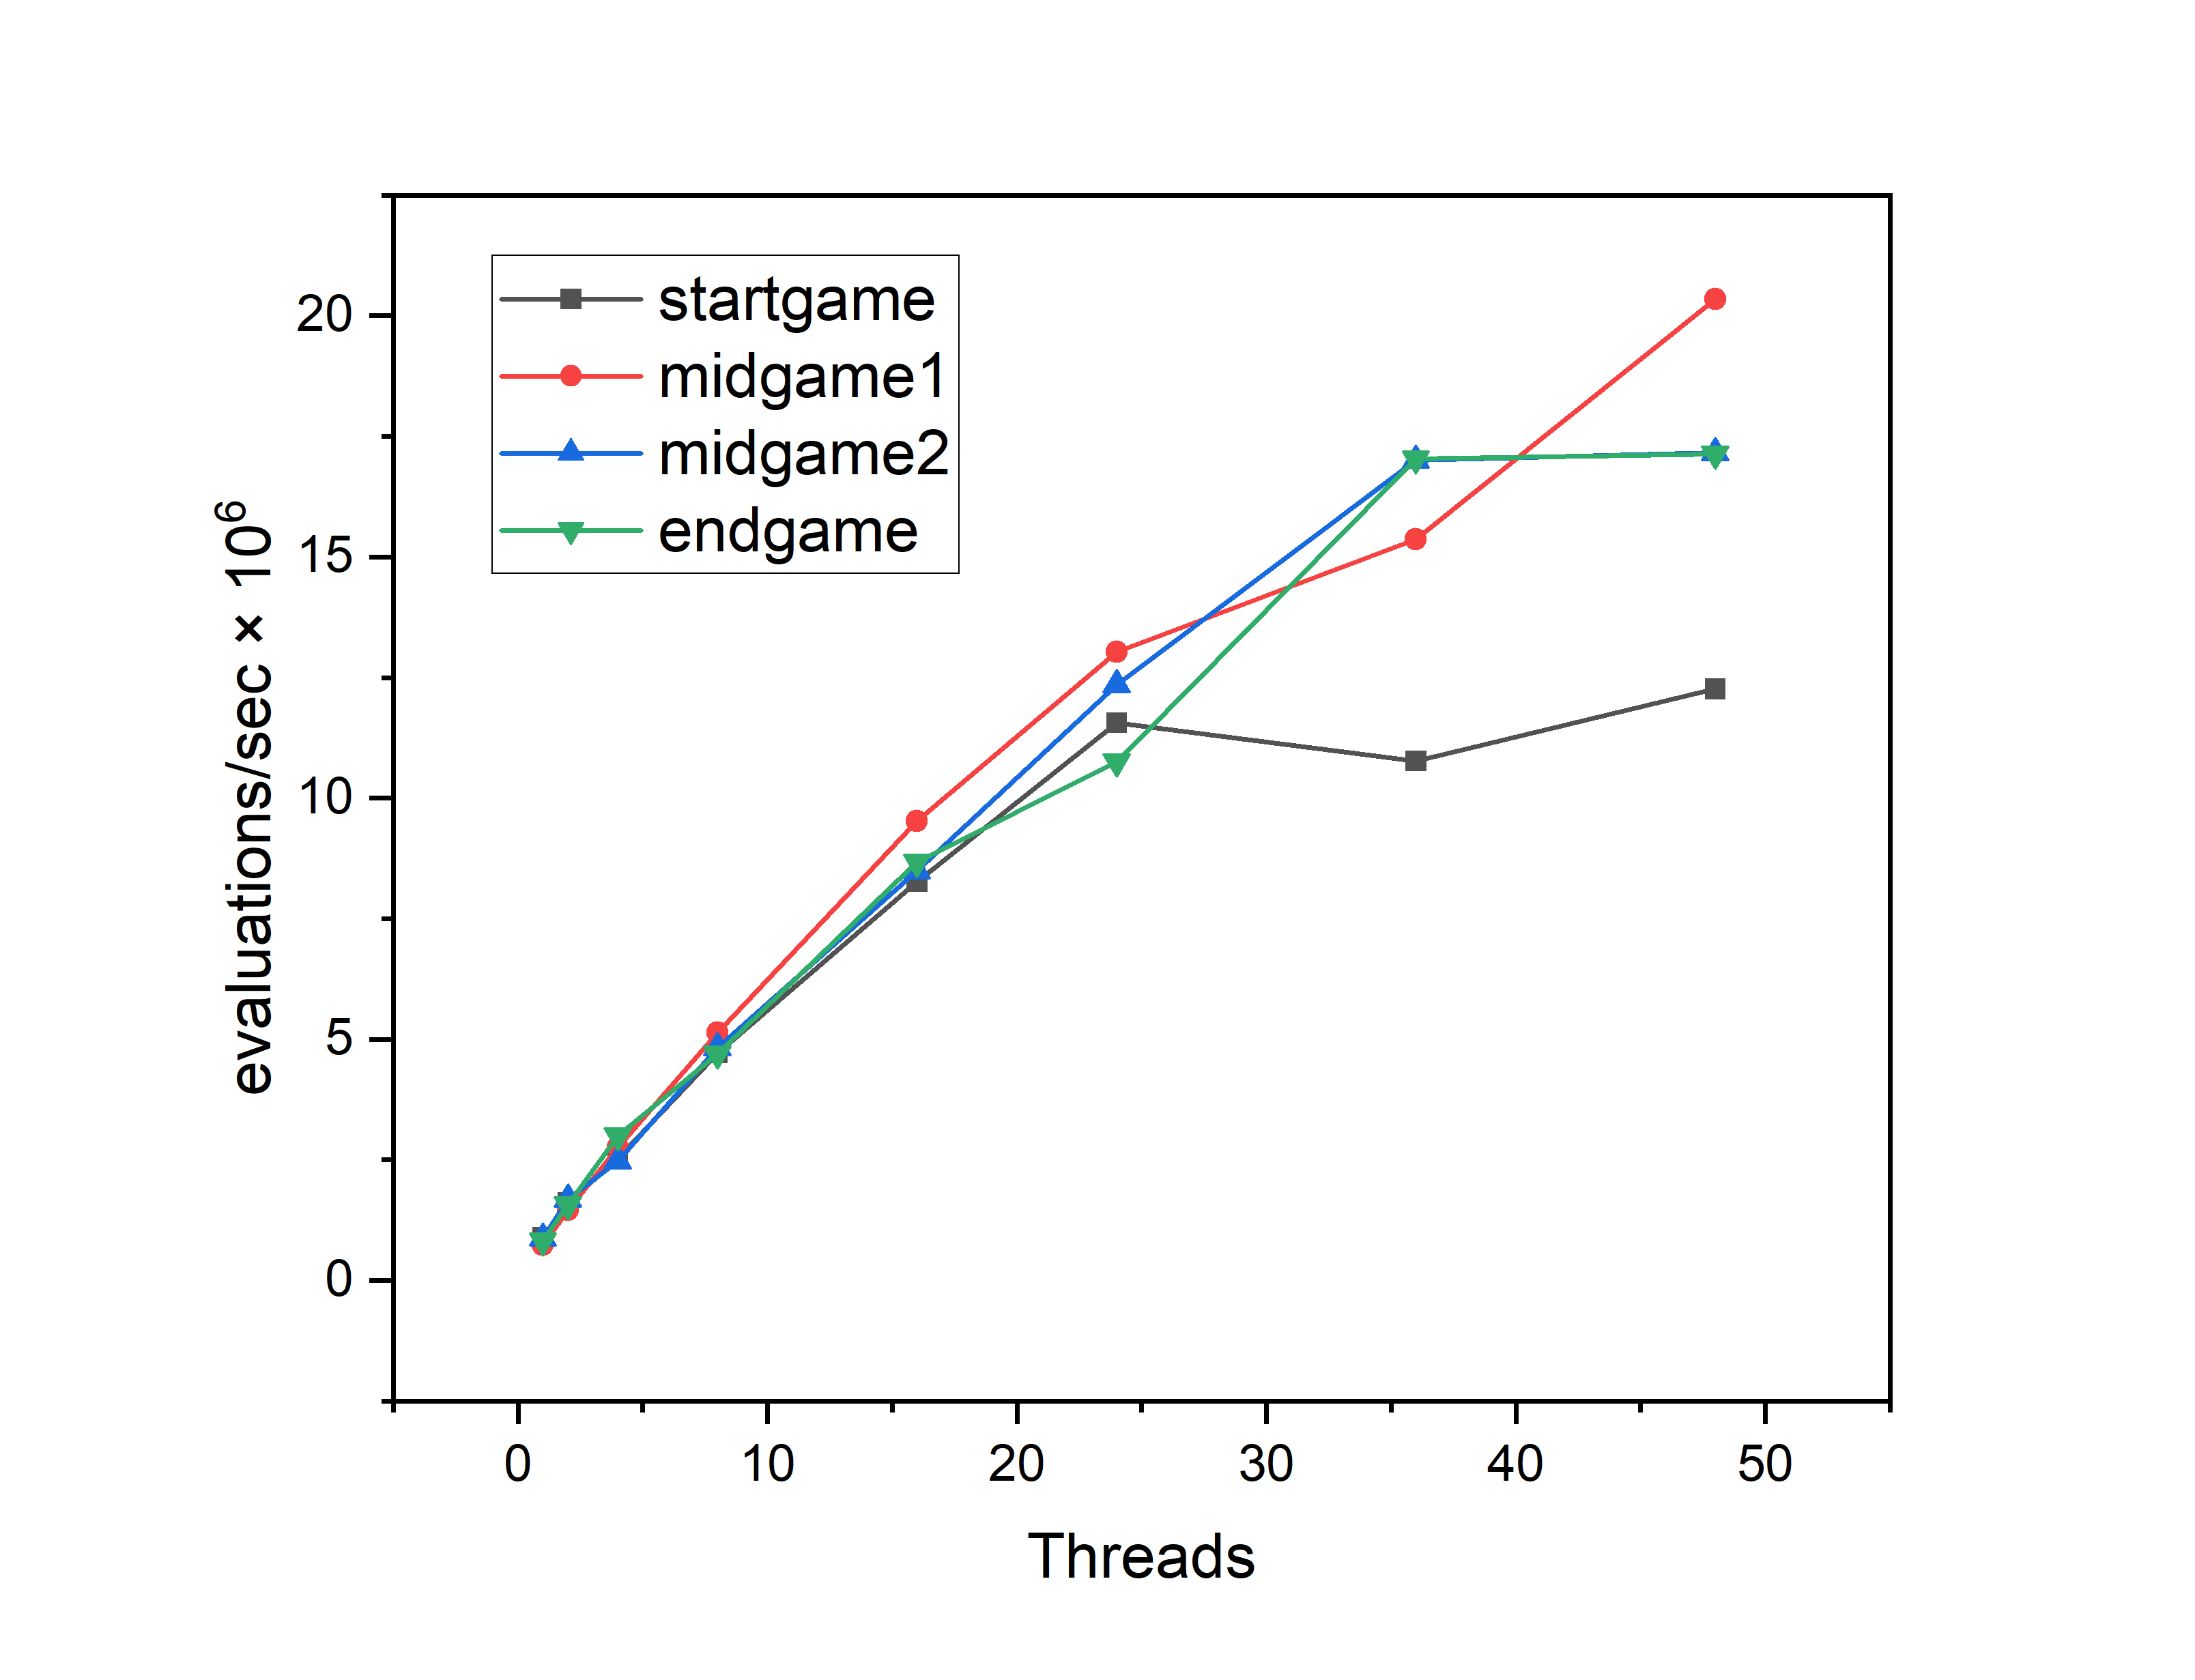 startgame
midgame1
midgame2
endgame
20
15
10
5
0
evaluations/sec × 10⁶
0 10 20 30 40 50
Threads